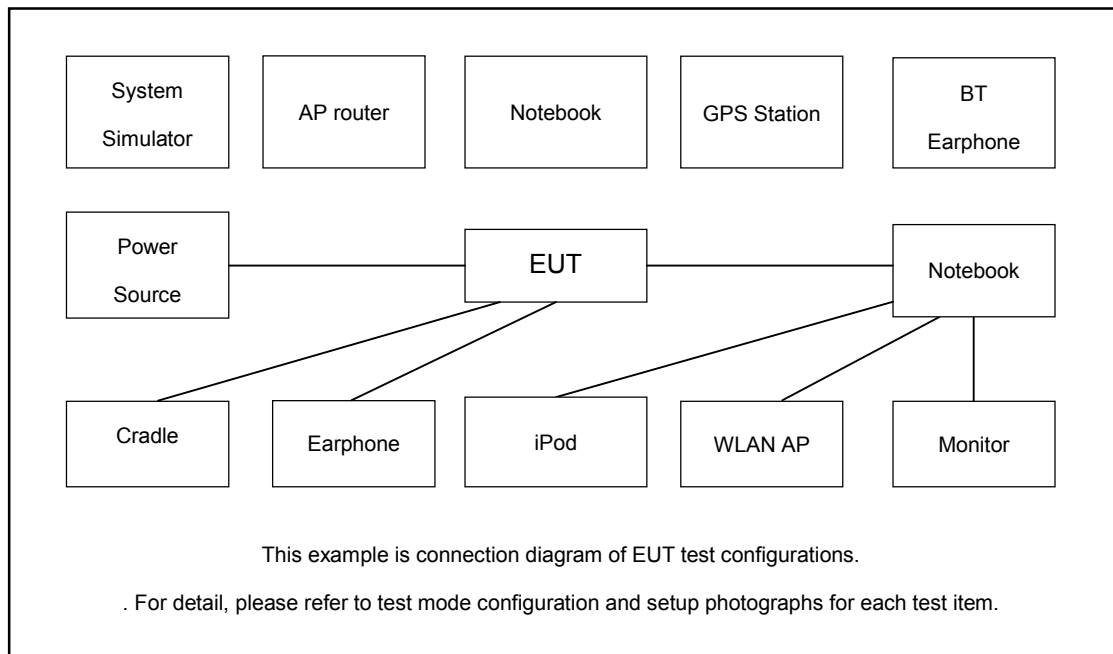 System
Simulator
AP router
Notebook
GPS Station
BT
Earphone
Power
Source
EUT
Notebook
Cradle
Earphone
iPod
WLAN AP
Monitor
This example is connection diagram of EUT test configurations.
. For detail, please refer to test mode configuration and setup photographs for each test item.